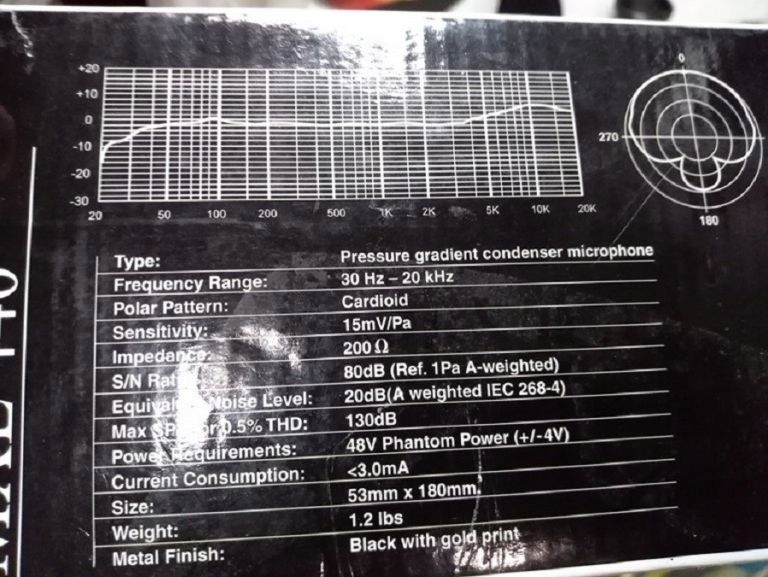 +20
+10
0
-10
-20
-30
20 50 100 200 500 1K 2K 5K 10K 20K
0
270
180
Type: Pressure gradient condenser microphone
Frequency Range: 30 Hz – 20 kHz
Polar Pattern: Cardioid
Sensitivity: 15mV/Pa
Impedance: 200Ω
S/N 80dB (Ref. 1Pa A-weighted)
Noise Level: 20dB(A weighted IEC 268-4)
Max 0.5% THD: 130dB
Power Requirements: 48V Phantom Power (+/-4V)
Current Consumption: <3.0mA
Size: 53mm x 180mm
Weight: 1.2 lbs
Metal Finish: Black with gold print